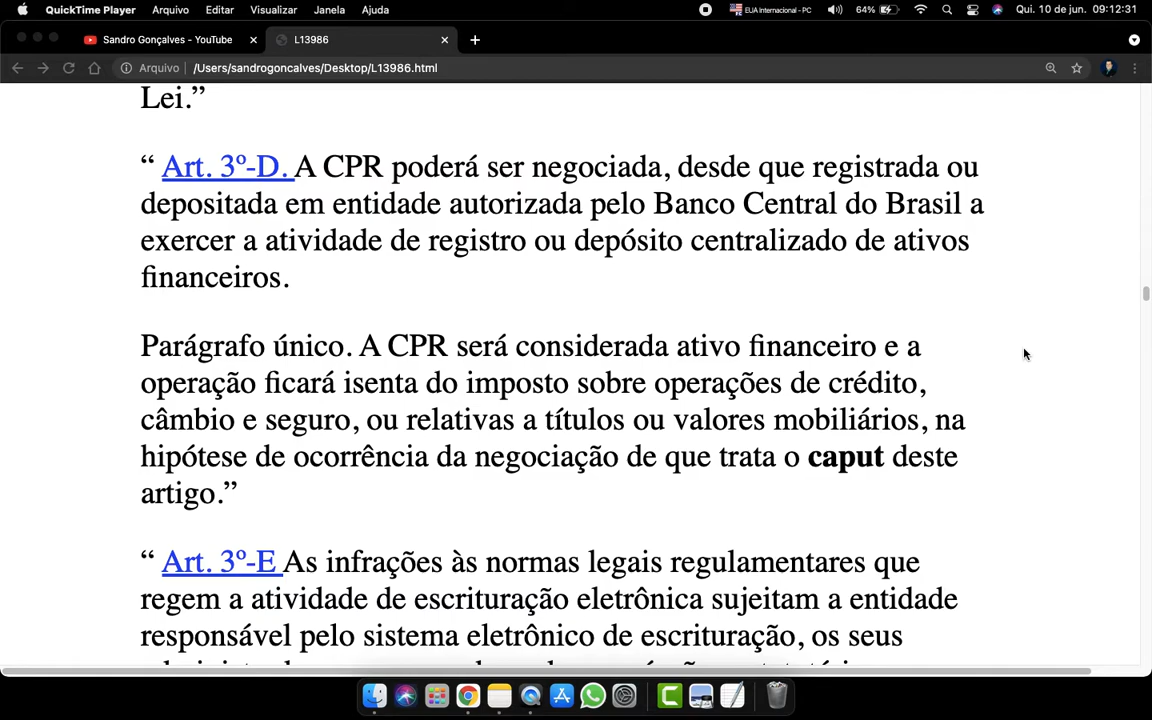 QuickTime Player Arquivo Editar Visualizar Janela Ajuda EUA Internacional - PC 64% Qui. 10 de jun. 09:12:31
Sandro Gonçalves - YouTube L13986
Arquivo /Users/sandrogoncalves/Desktop/L13986.html
Lei.”
“ Art. 3º-D. A CPR poderá ser negociada, desde que registrada ou
depositada em entidade autorizada pelo Banco Central do Brasil a
exercer a atividade de registro ou depósito centralizado de ativos
financeiros.
Parágrafo único. A CPR será considerada ativo financeiro e a
operação ficará isenta do imposto sobre operações de crédito,
câmbio e seguro, ou relativas a títulos ou valores mobiliários, na
hipótese de ocorrência da negociação de que trata o caput deste
artigo.”
“ Art. 3º-E As infrações às normas legais regulamentares que
regem a atividade de escrituração eletrônica sujeitam a entidade
responsável pelo sistema eletrônico de escrituração, os seus